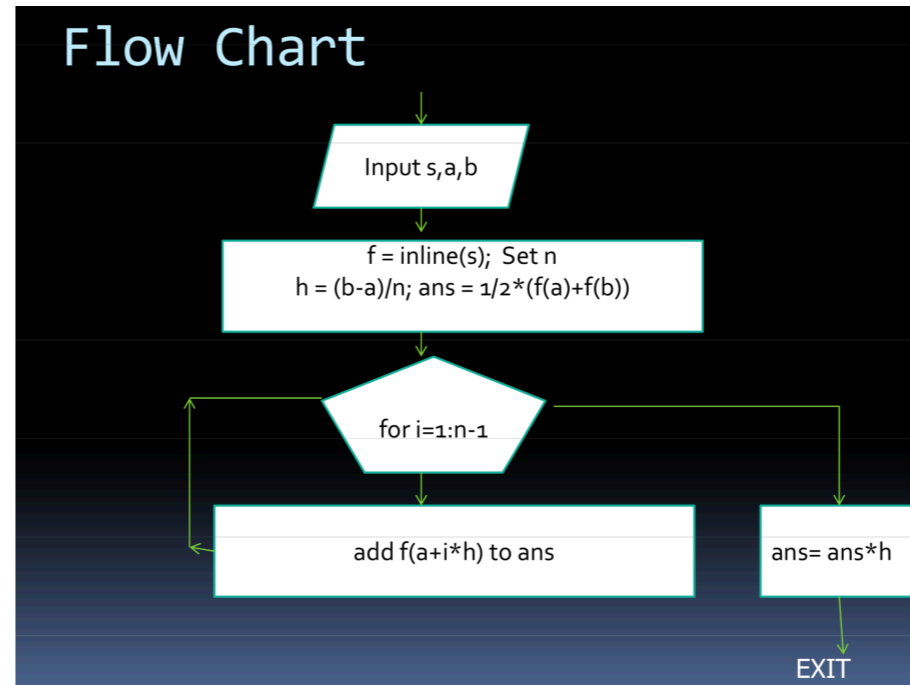 Flow Chart
Input s,a,b
f = inline(s); Set n
h = (b-a)/n; ans = 1/2*(f(a)+f(b))
for i=1:n-1
add f(a+i*h) to ans
ans= ans*h
EXIT